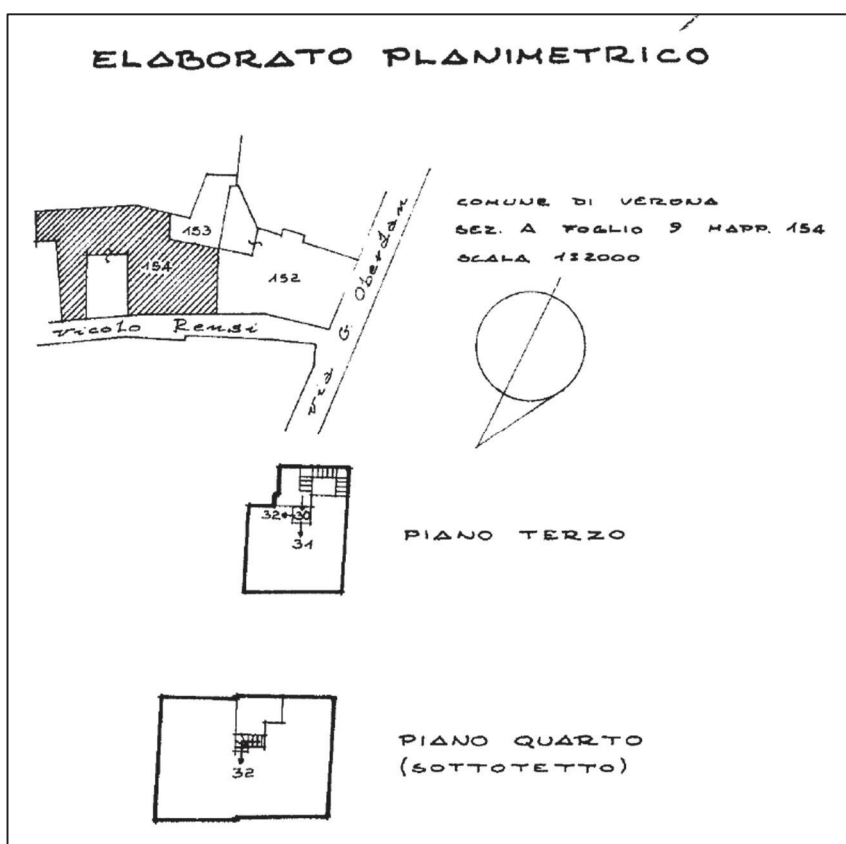 ELABORATO PLANIMETRICO
COMUNE DI VERONA
SEZ. A FOGLIO 9 MAPP. 154
SCALA 1:2000
153
154
152
Vicolo Rensi
Via G. Oberdan
32 30
31
PIANO TERZO
32
PIANO QUARTO
(SOTTOTETTO)